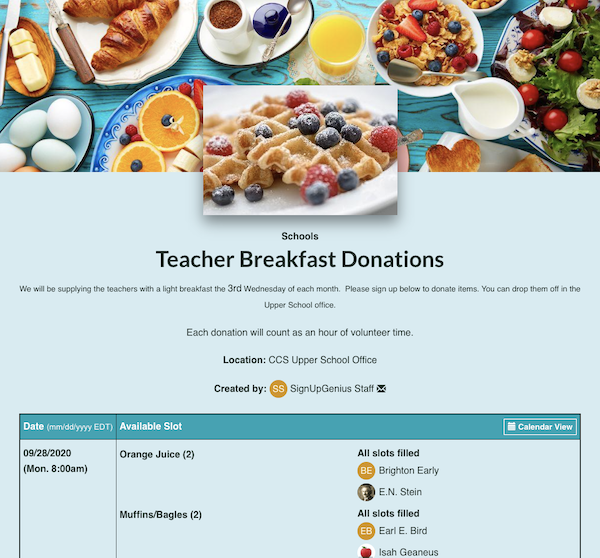 Schools
Teacher Breakfast Donations
We will be supplying the teachers with a light breakfast the 3rd Wednesday of each month. Please sign up below to donate items. You can drop them off in the
Upper School office.
Each donation will count as an hour of volunteer time.
Location: CCS Upper School Office
Created by: SS SignUpGenius Staff
Date (mm/dd/yyyy EDT) Available Slot Calendar View
09/28/2020 Orange Juice (2) All slots filled
(Mon. 8:00am) BE Brighton Early
E.N. Stein
Muffins/Bagles (2) All slots filled
EB Earl E. Bird
Isah Geaneus